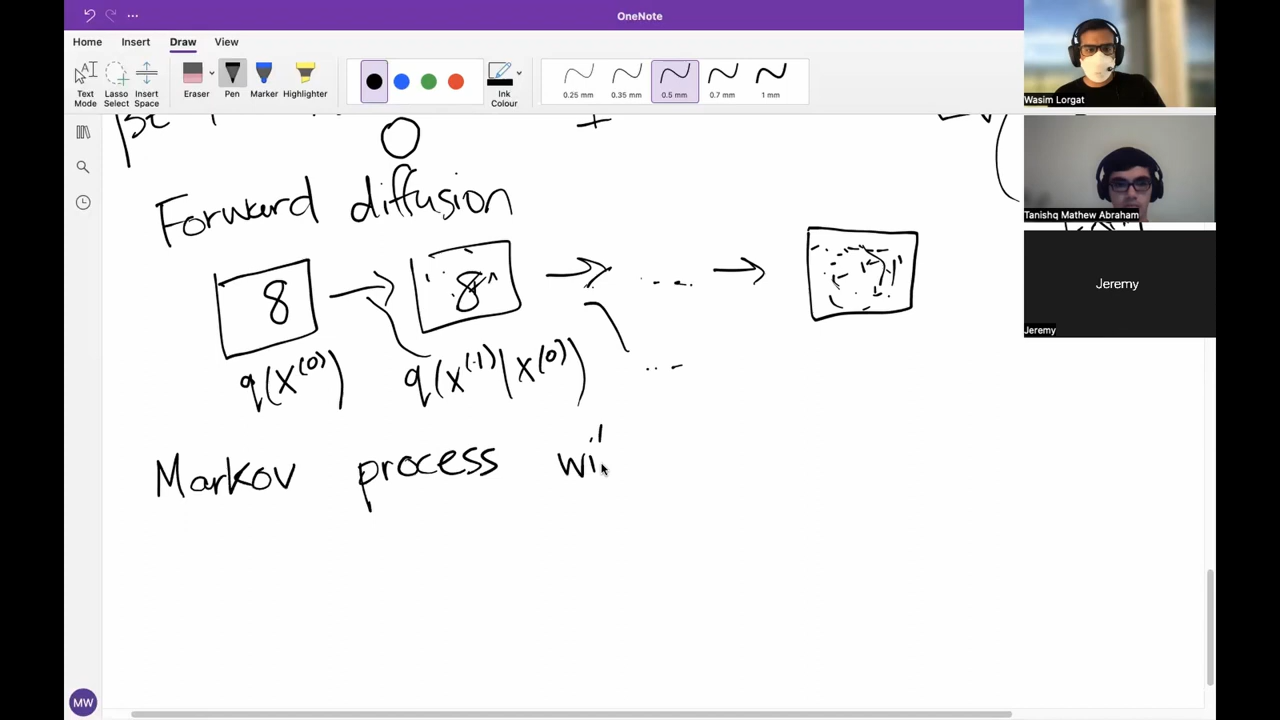 OneNote
Home Insert Draw View
Text Mode Lasso Select Insert Space Eraser Pen Marker Highlighter Ink Colour 0.25 mm 0.35 mm 0.5 mm 0.7 mm 1 mm
Wasim Lorgat
Tanishq Mathew Abraham
Jeremy
Jeremy
Forward diffusion
8 → 8 → .... →
q(x^(0)) q(x^(1)|x^(0)) ...
Markov process wi
MW